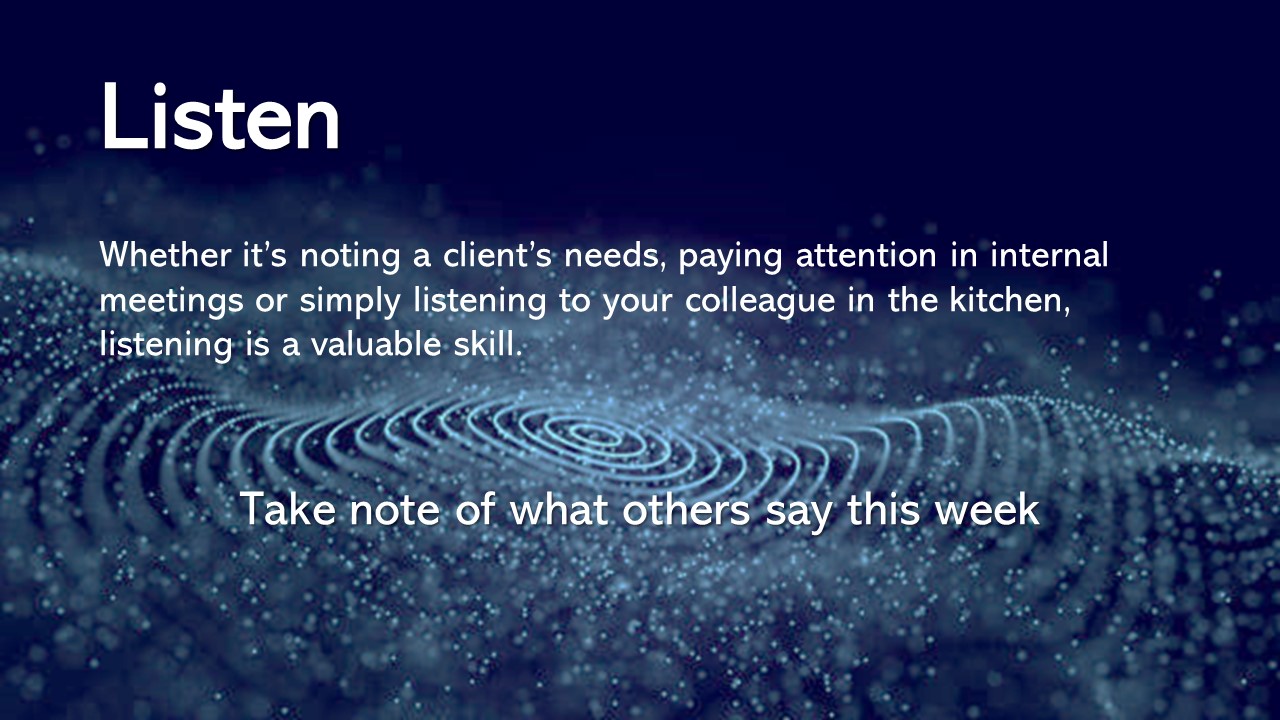 Listen
Whether it’s noting a client’s needs, paying attention in internal
meetings or simply listening to your colleague in the kitchen,
listening is a valuable skill.
Take note of what others say this week